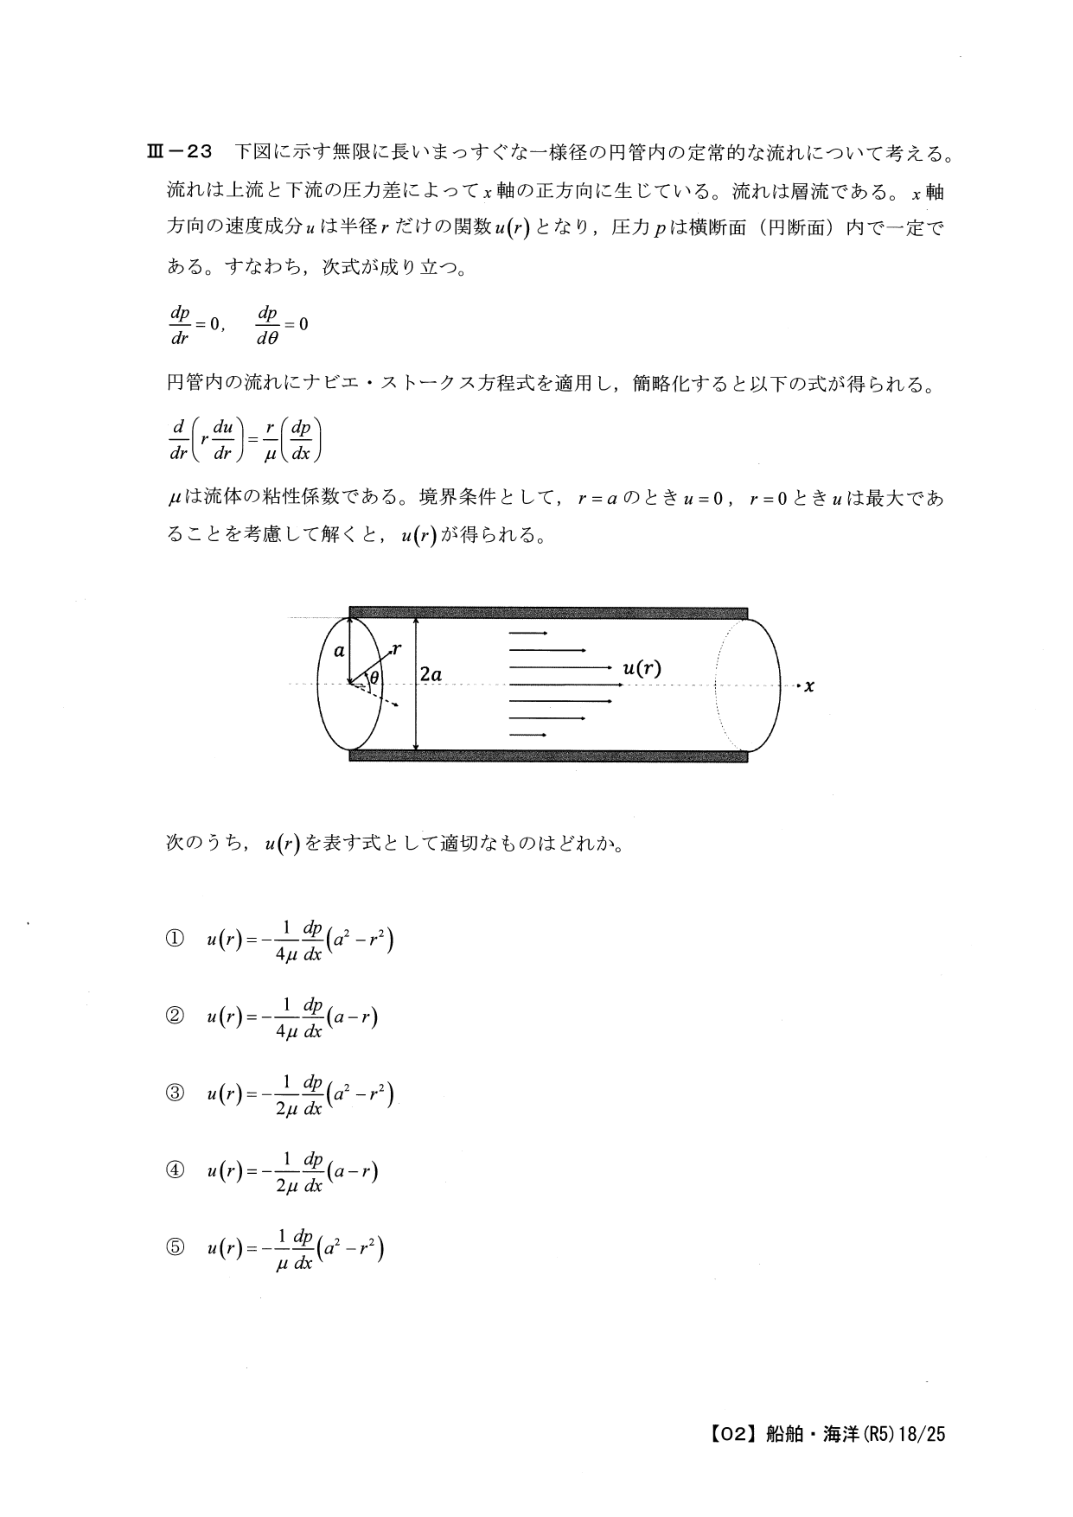 Ⅲ－23　下図に示す無限に長いまっすぐな一様径の円管内の定常的な流れについて考える。
流れは上流と下流の圧力差によってx軸の正方向に生じている。流れは層流である。x軸
方向の速度成分uは半径rだけの関数u(r)となり，圧力pは横断面（円断面）内で一定で
ある。すなわち，次式が成り立つ。
dp/dr = 0,　dp/dθ = 0
円管内の流れにナビエ・ストークス方程式を適用し，簡略化すると以下の式が得られる。
d/dr (r du/dr) = r/μ (dp/dx)
μは流体の粘性係数である。境界条件として，r = a のとき u = 0，r = 0 とき u は最大であ
ることを考慮して解くと，u(r)が得られる。
a
r
θ
2a
u(r)
x
次のうち，u(r)を表す式として適切なものはどれか。
①　u(r) = − 1/4μ dp/dx (a² − r²)
②　u(r) = − 1/4μ dp/dx (a − r)
③　u(r) = − 1/2μ dp/dx (a² − r²)
④　u(r) = − 1/2μ dp/dx (a − r)
⑤　u(r) = − 1/μ dp/dx (a² − r²)
【02】船舶・海洋(R5)18/25